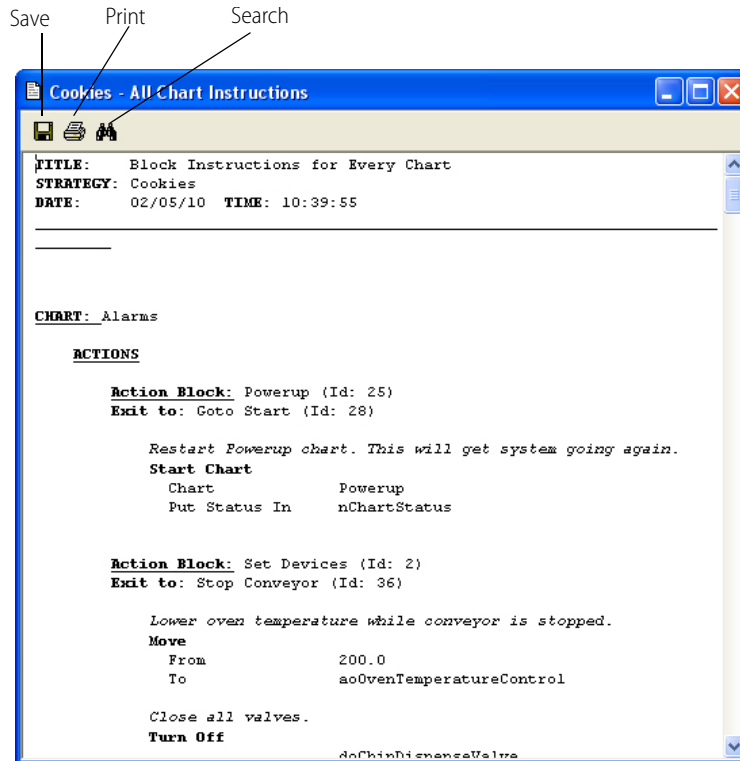 Save Print Search
Cookies - All Chart Instructions
TITLE: Block Instructions for Every Chart
STRATEGY: Cookies
DATE: 02/05/10 TIME: 10:39:55
CHART: Alarms
ACTIONS
Action Block: Powerup (Id: 25)
Exit to: Goto Start (Id: 28)
Restart Powerup chart. This will get system going again.
Start Chart
Chart Powerup
Put Status In nChartStatus
Action Block: Set Devices (Id: 2)
Exit to: Stop Conveyor (Id: 36)
Lower oven temperature while conveyor is stopped.
Move
From 200.0
To aoOvenTemperatureControl
Close all valves.
Turn Off
doChipDispenseValve